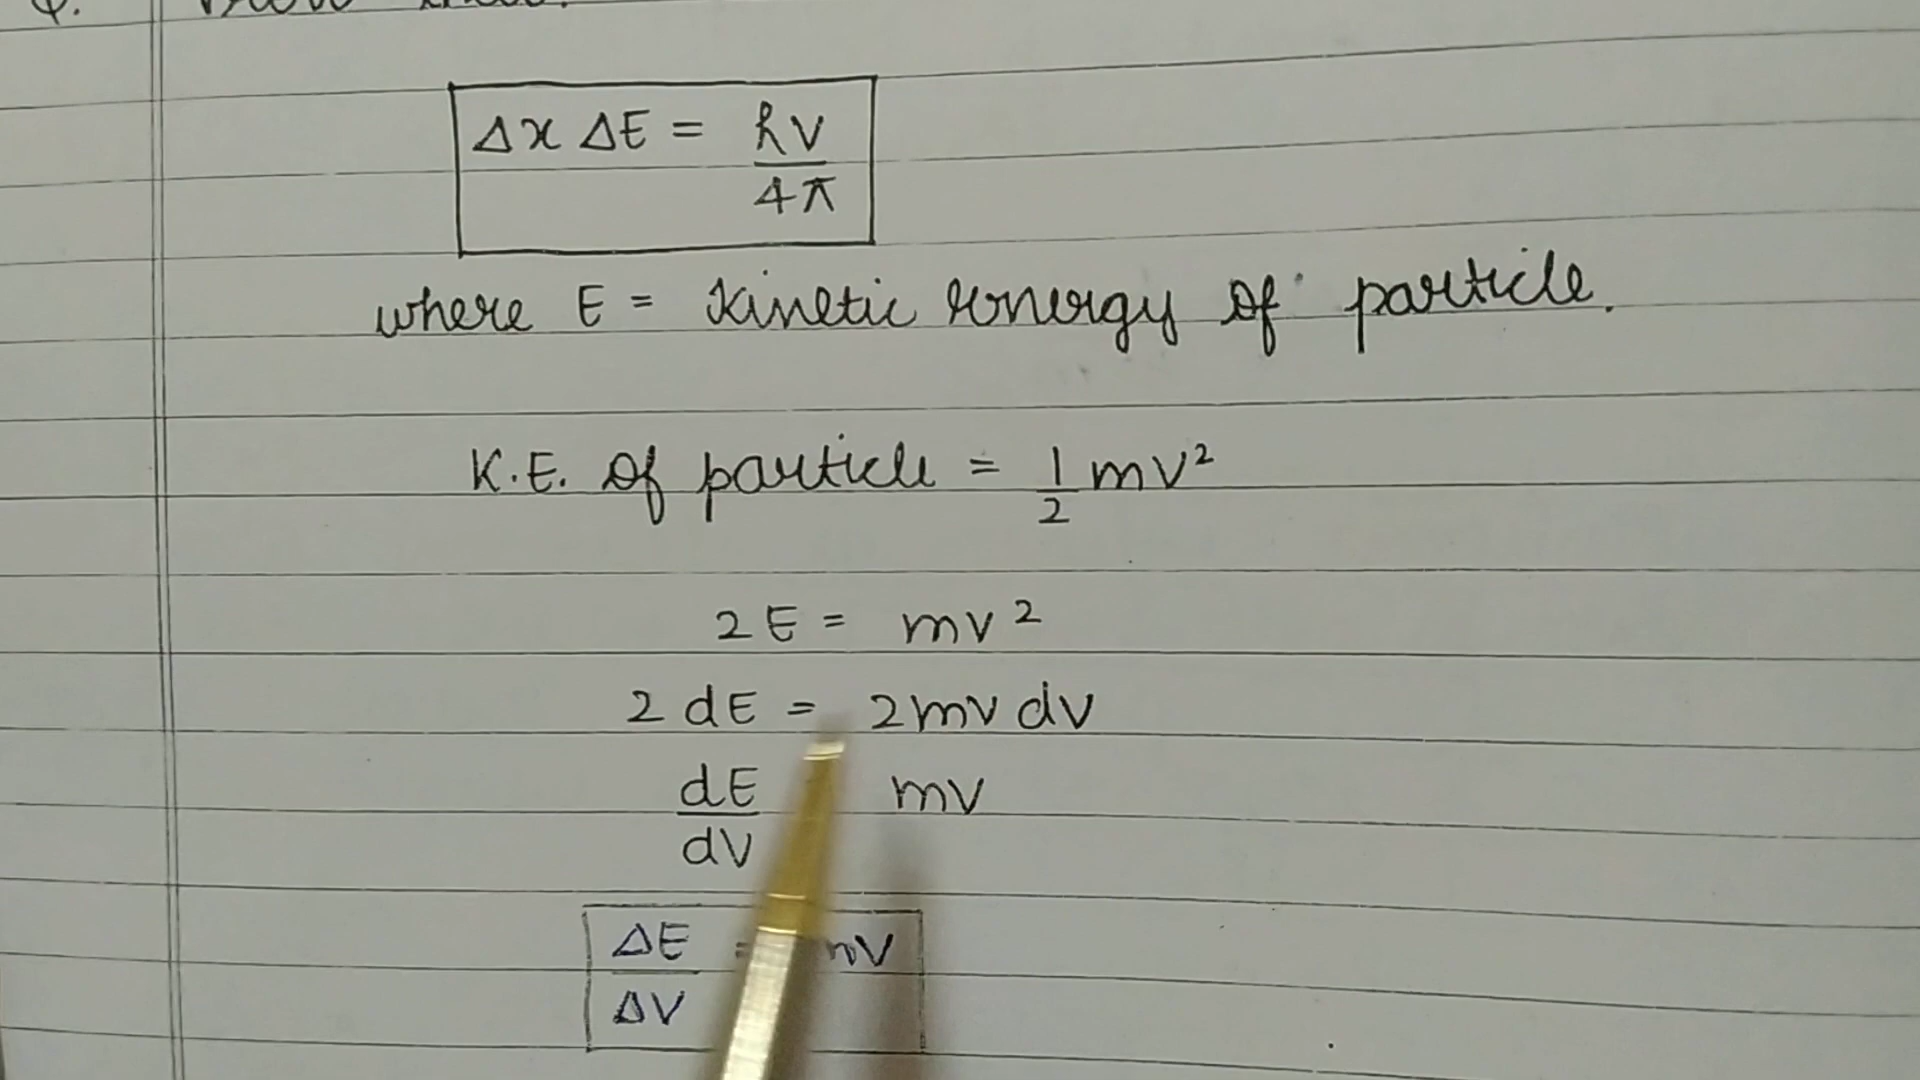 Δx ΔE = hv
4π
where E = kinetic energy of particle.
K.E. of particle = 1/2 mv²
2E = mv²
2 dE = 2mv dv
dE mv
dv
ΔE = mv
Δv